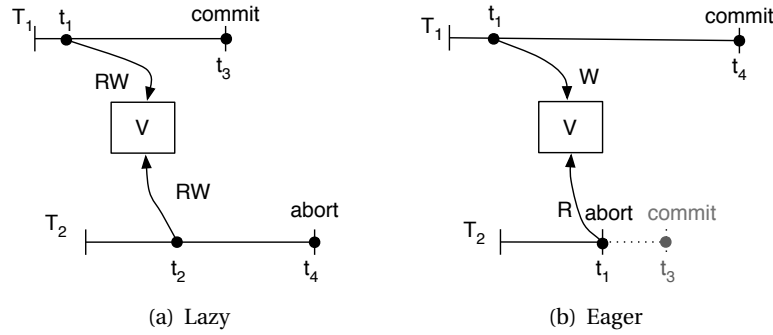 T1 t1 commit
t3
RW
V
RW
T2 abort
t2 t4
(a) Lazy
T1 t1 commit
t4
W
V
R abort commit
T2
t1 t3
(b) Eager